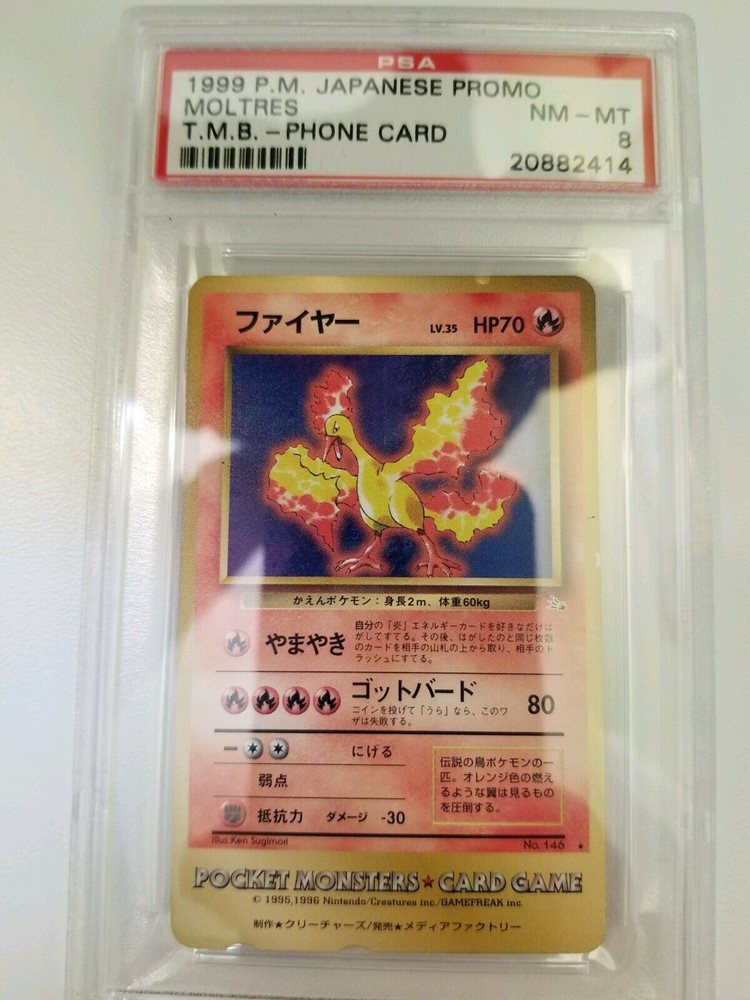 PSA
1999 P.M. JAPANESE PROMO
MOLTRES NM-MT
T.M.B. - PHONE CARD 8
20882414
ファイヤー LV.35 HP70
かえんポケモン：身長2m、体重60kg
やまやき
自分の「炎」エネルギーカードを好きなだけは
がしてすてる。その後、はがしたのと同じ枚数
のカードを相手の山札の上から取り、相手のト
ラッシュにすてる。
ゴットバード 80
コインを投げて「うら」なら、このワ
ザは失敗する。
にげる
弱点
抵抗力 ダメージ -30
伝説の鳥ポケモンの一
匹。オレンジ色の燃え
るような翼は見るもの
を圧倒する。
Illus.Ken Sugimori No. 146 ★
POCKET MONSTERS★CARD GAME
© 1995,1996 Nintendo/Creatures inc./GAMEFREAK inc.
制作★クリーチャーズ/発売★メディアファクトリー